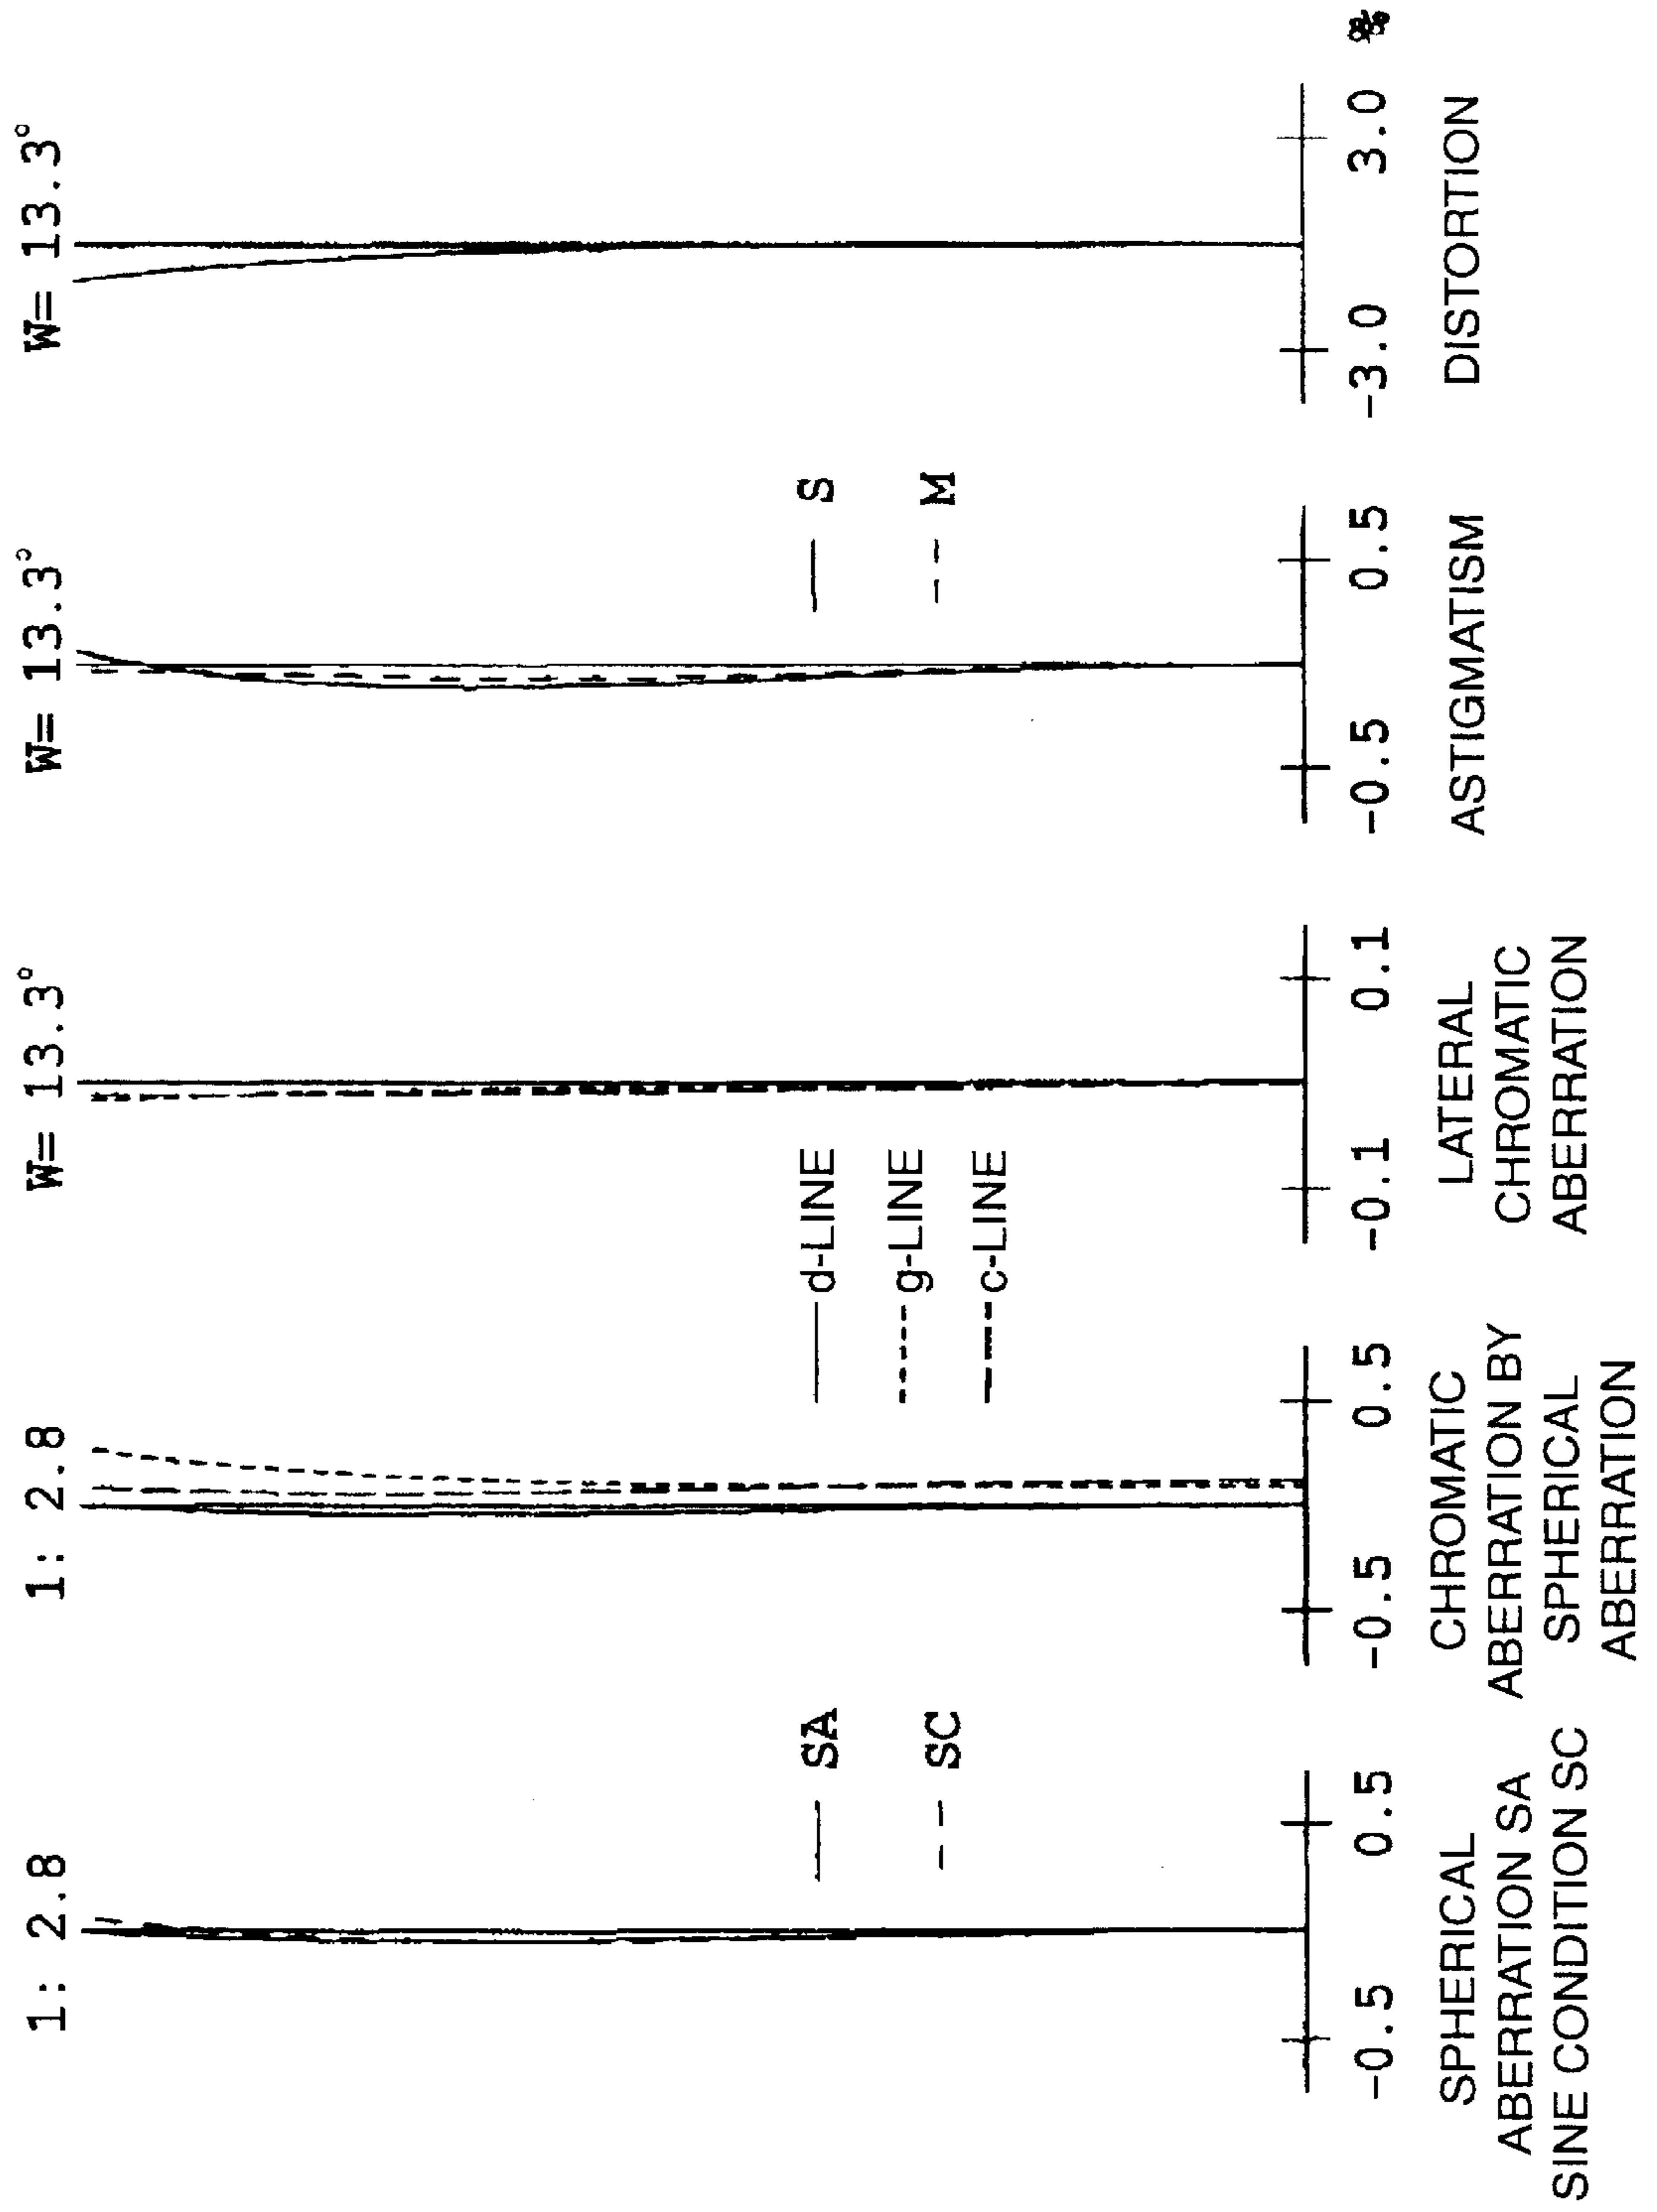 1: 2.8
SA
SC
-0.5 0.5
SPHERICAL
ABERRATION SA
SINE CONDITION SC
1: 2.8
d-LINE
g-LINE
c-LINE
-0.5 0.5
CHROMATIC
ABERRATION BY
SPHERICAL
ABERRATION
W= 13.3°
-0.1 0.1
LATERAL
CHROMATIC
ABERRATION
W= 13.3°
S
M
-0.5 0.5
ASTIGMATISM
W= 13.3°
-3.0 3.0 %
DISTORTION